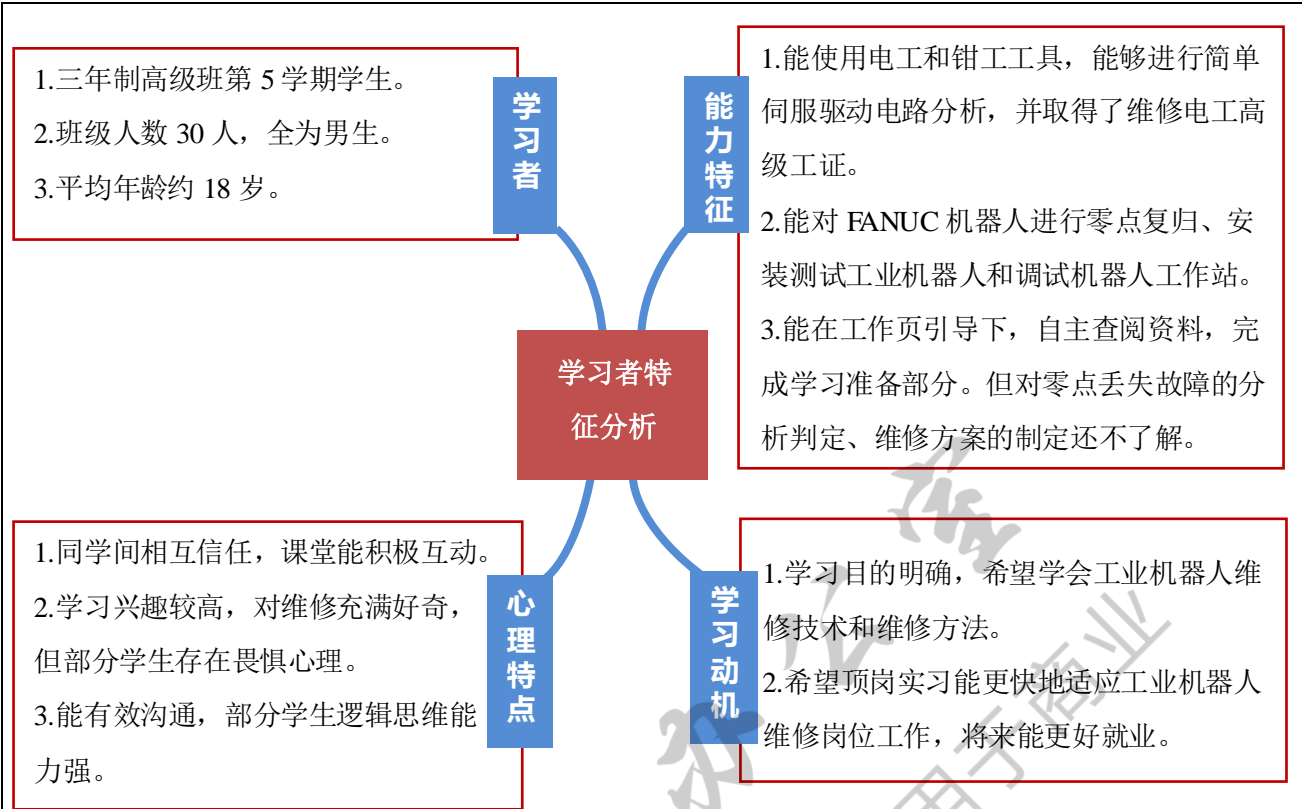 1.三年制高级班第 5 学期学生。
2.班级人数 30 人，全为男生。
3.平均年龄约 18 岁。
学习者
能力特征
1.能使用电工和钳工工具，能够进行简单
伺服驱动电路分析，并取得了维修电工高
级工证。
2.能对 FANUC 机器人进行零点复归、安
装测试工业机器人和调试机器人工作站。
3.能在工作页引导下，自主查阅资料，完
成学习准备部分。但对零点丢失故障的分
析判定、维修方案的制定还不了解。
学习者特
征分析
1.同学间相互信任，课堂能积极互动。
2.学习兴趣较高，对维修充满好奇，
但部分学生存在畏惧心理。
3.能有效沟通，部分学生逻辑思维能
力强。
心理特点
学习动机
1.学习目的明确，希望学会工业机器人维
修技术和维修方法。
2.希望顶岗实习能更快地适应工业机器人
维修岗位工作，将来能更好就业。
用于商业